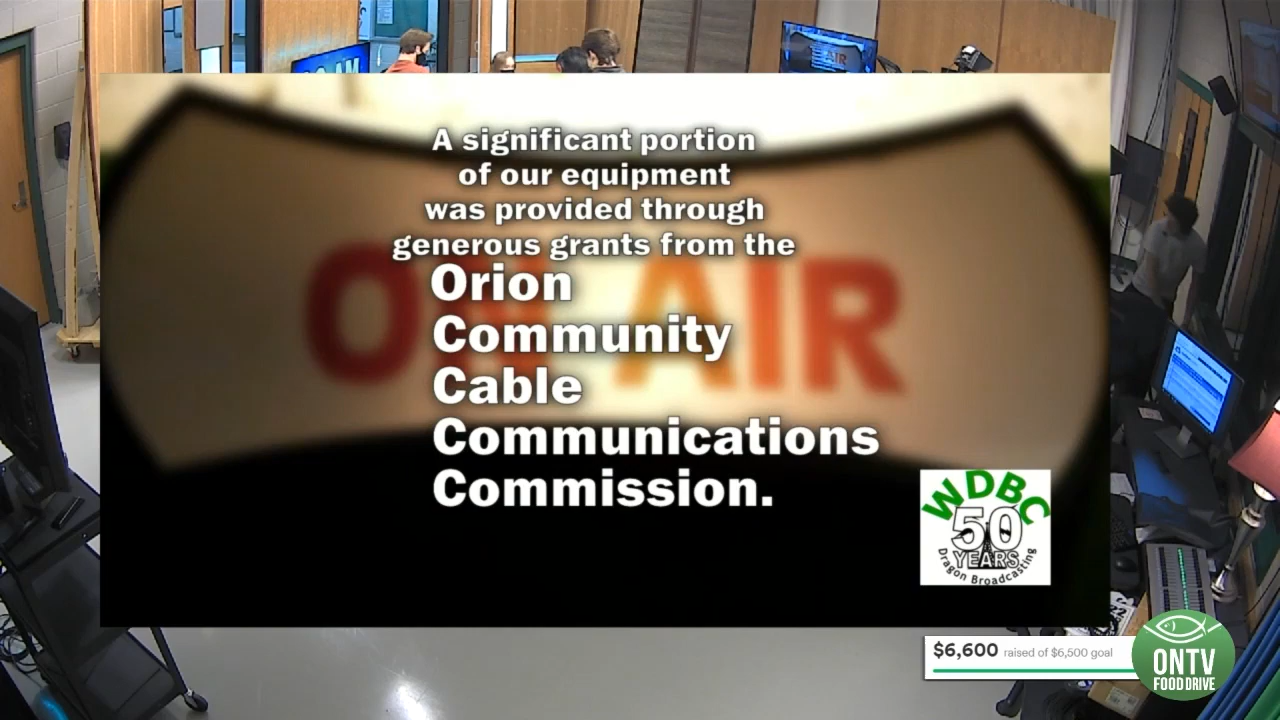 A significant portion
of our equipment
was provided through
generous grants from the
Orion
Community
Cable
Communications
Commission.
ON AIR
WDBC
50
YEARS
Dragon Broadcasting
$6,600 raised of $6,500 goal
ONTV
FOOD DRIVE